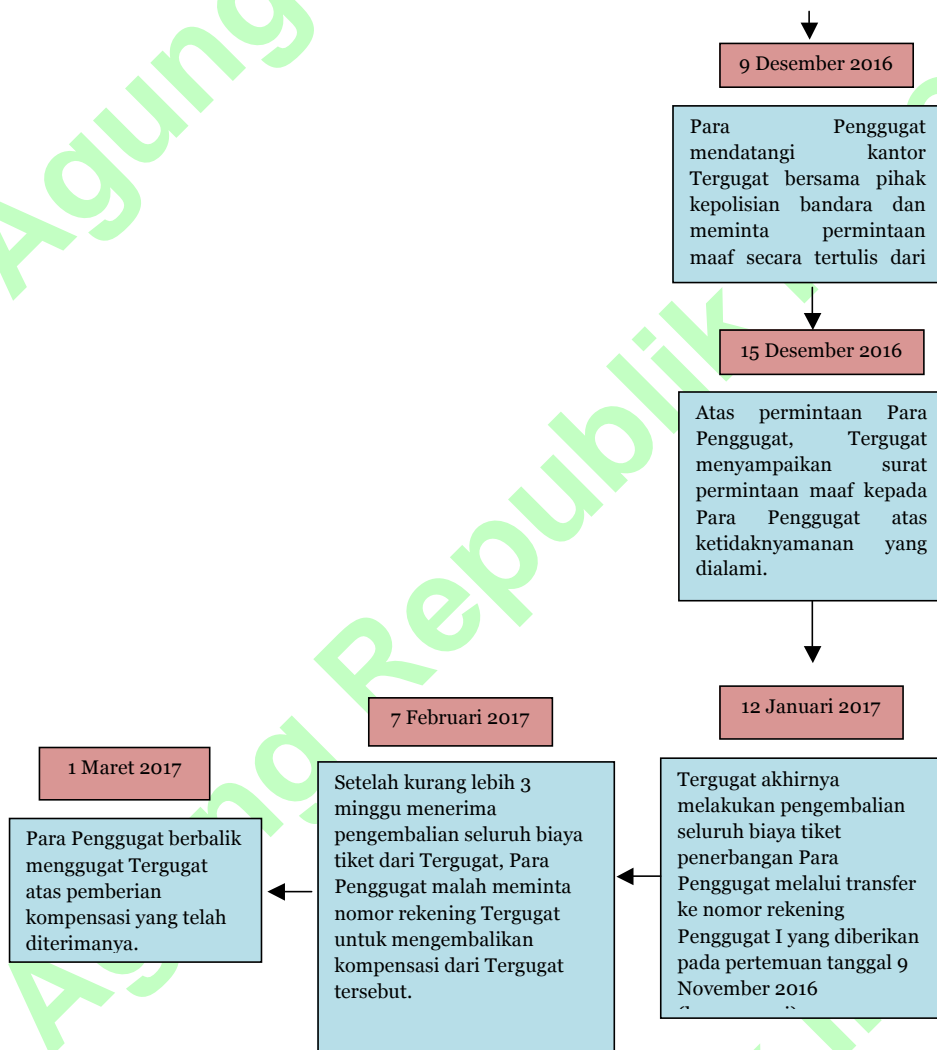 9 Desember 2016
Para Penggugat
mendatangi kantor
Tergugat bersama pihak
kepolisian bandara dan
meminta permintaan
maaf secara tertulis dari
15 Desember 2016
Atas permintaan Para
Penggugat, Tergugat
menyampaikan surat
permintaan maaf kepada
Para Penggugat atas
ketidaknyamanan yang
dialami.
12 Januari 2017
Tergugat akhirnya
melakukan pengembalian
seluruh biaya tiket
penerbangan Para
Penggugat melalui transfer
ke nomor rekening
Penggugat I yang diberikan
pada pertemuan tanggal 9
November 2016
7 Februari 2017
Setelah kurang lebih 3
minggu menerima
pengembalian seluruh biaya
tiket dari Tergugat, Para
Penggugat malah meminta
nomor rekening Tergugat
untuk mengembalikan
kompensasi dari Tergugat
tersebut.
1 Maret 2017
Para Penggugat berbalik
menggugat Tergugat
atas pemberian
kompensasi yang telah
diterimanya.
Agung
Agung Republik